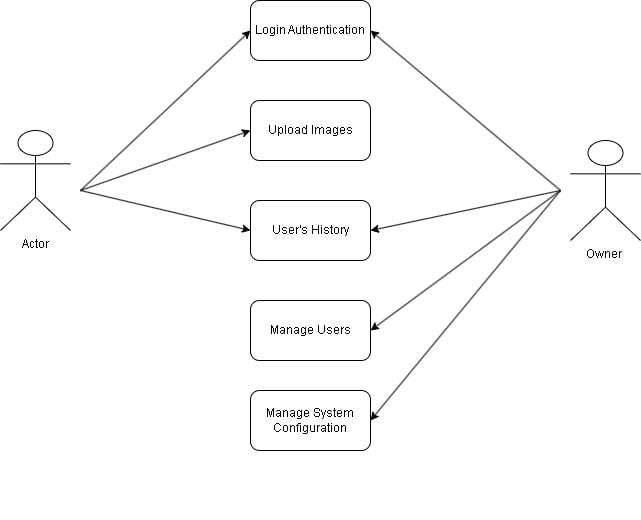 Login Authentication
Upload Images
User's History
Actor
Owner
Manage Users
Manage System
Configuration